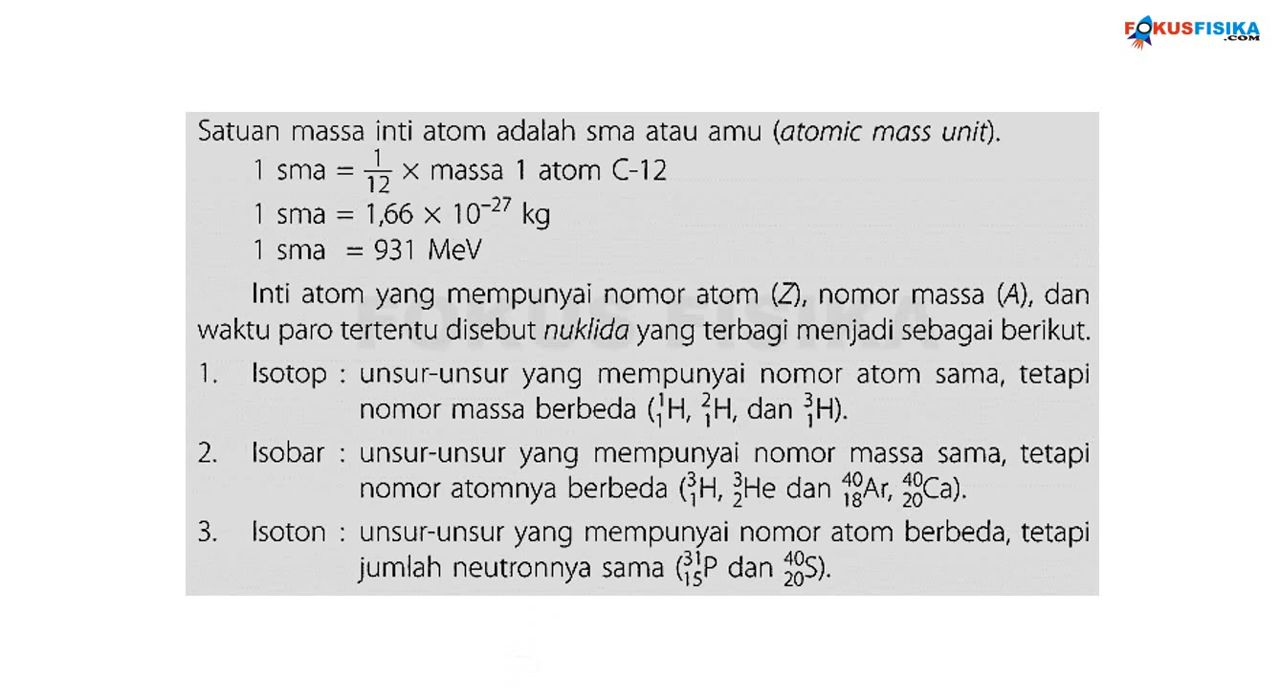 FOKUSFISIKA
.COM
Satuan massa inti atom adalah sma atau amu (atomic mass unit).
1 sma = 1/12 × massa 1 atom C-12
1 sma = 1,66 × 10⁻²⁷ kg
1 sma = 931 MeV
Inti atom yang mempunyai nomor atom (Z), nomor massa (A), dan
waktu paro tertentu disebut nuklida yang terbagi menjadi sebagai berikut.
1. Isotop : unsur-unsur yang mempunyai nomor atom sama, tetapi
nomor massa berbeda (¹₁H, ²₁H, dan ³₁H).
2. Isobar : unsur-unsur yang mempunyai nomor massa sama, tetapi
nomor atomnya berbeda (³₁H, ³₂He dan ⁴⁰₁₈Ar, ⁴⁰₂₀Ca).
3. Isoton : unsur-unsur yang mempunyai nomor atom berbeda, tetapi
jumlah neutronnya sama (³¹₁₅P dan ⁴⁰₂₀S).
FOKUS FISIKA